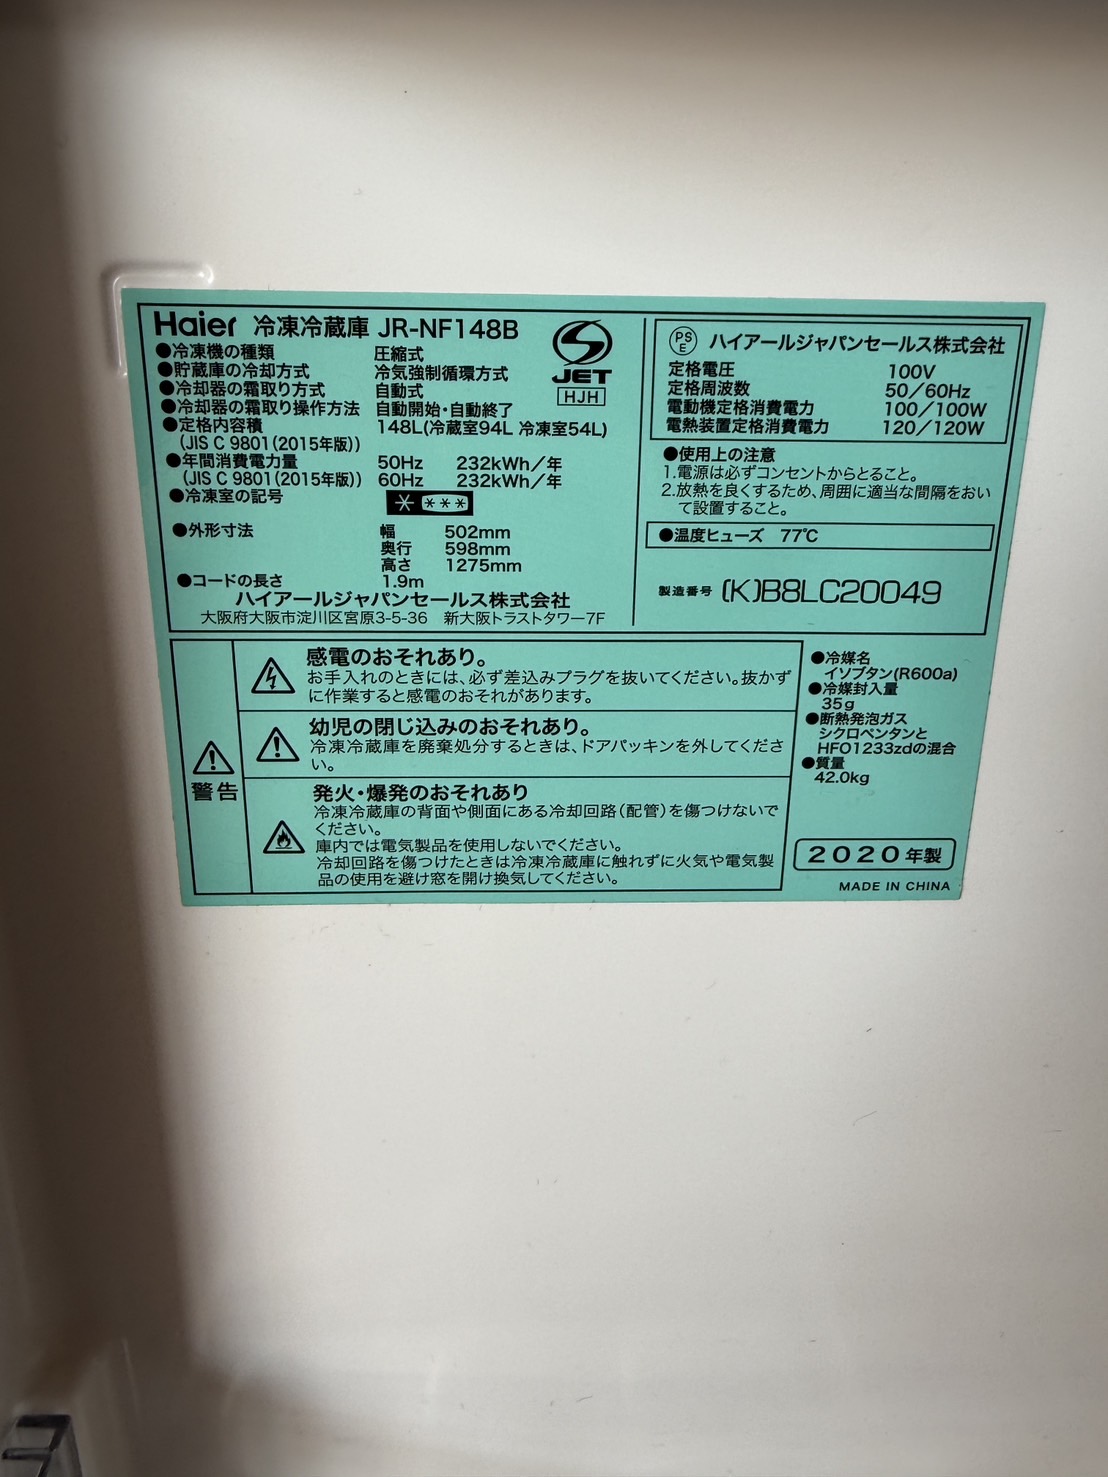 Haier 冷凍冷蔵庫 JR-NF148B
●冷凍機の種類 圧縮式
●貯蔵庫の冷却方式 冷気強制循環方式
●冷却器の霜取り方式 自動式
●冷却器の霜取り操作方法 自動開始・自動終了
●定格内容積 148L(冷蔵室94L 冷凍室54L)
(JIS C 9801(2015年版))
●年間消費電力量 50Hz 232kWh/年
(JIS C 9801(2015年版)) 60Hz 232kWh/年
●冷凍室の記号 * ***
●外形寸法 幅 502mm
奥行 598mm
高さ 1275mm
●コードの長さ 1.9m
ハイアールジャパンセールス株式会社
大阪府大阪市淀川区宮原3-5-36 新大阪トラストタワー7F
JET
HJH
PSE ハイアールジャパンセールス株式会社
定格電圧 100V
定格周波数 50/60Hz
電動機定格消費電力 100/100W
電熱装置定格消費電力 120/120W
●使用上の注意
1.電源は必ずコンセントからとること。
2.放熱を良くするため、周囲に適当な間隔をおい
て設置すること。
●温度ヒューズ 77℃
製造番号 (K)B8LC20049
警告
感電のおそれあり。
お手入れのときには、必ず差込みプラグを抜いてください。抜かず
に作業すると感電のおそれがあります。
幼児の閉じ込みのおそれあり。
冷凍冷蔵庫を廃棄処分するときは、ドアパッキンを外してくださ
い。
発火・爆発のおそれあり
冷凍冷蔵庫の背面や側面にある冷却回路(配管)を傷つけないで
ください。
庫内では電気製品を使用しないでください。
冷却回路を傷つけたときは冷凍冷蔵庫に触れずに火気や電気製
品の使用を避け窓を開け換気してください。
●冷媒名
イソブタン(R600a)
●冷媒封入量
35g
●断熱発泡ガス
シクロペンタンと
HFO1233zdの混合
●質量
42.0kg
2020年製
MADE IN CHINA